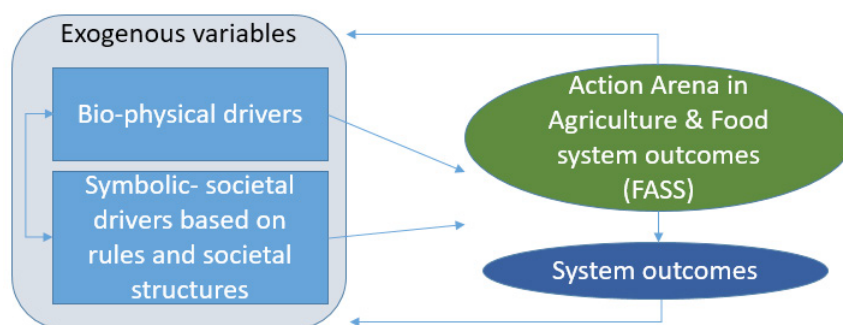 Exogenous variables
Bio-physical drivers
Symbolic- societal
drivers based on
rules and societal
structures
Action Arena in
Agriculture & Food
system outcomes
(FASS)
System outcomes